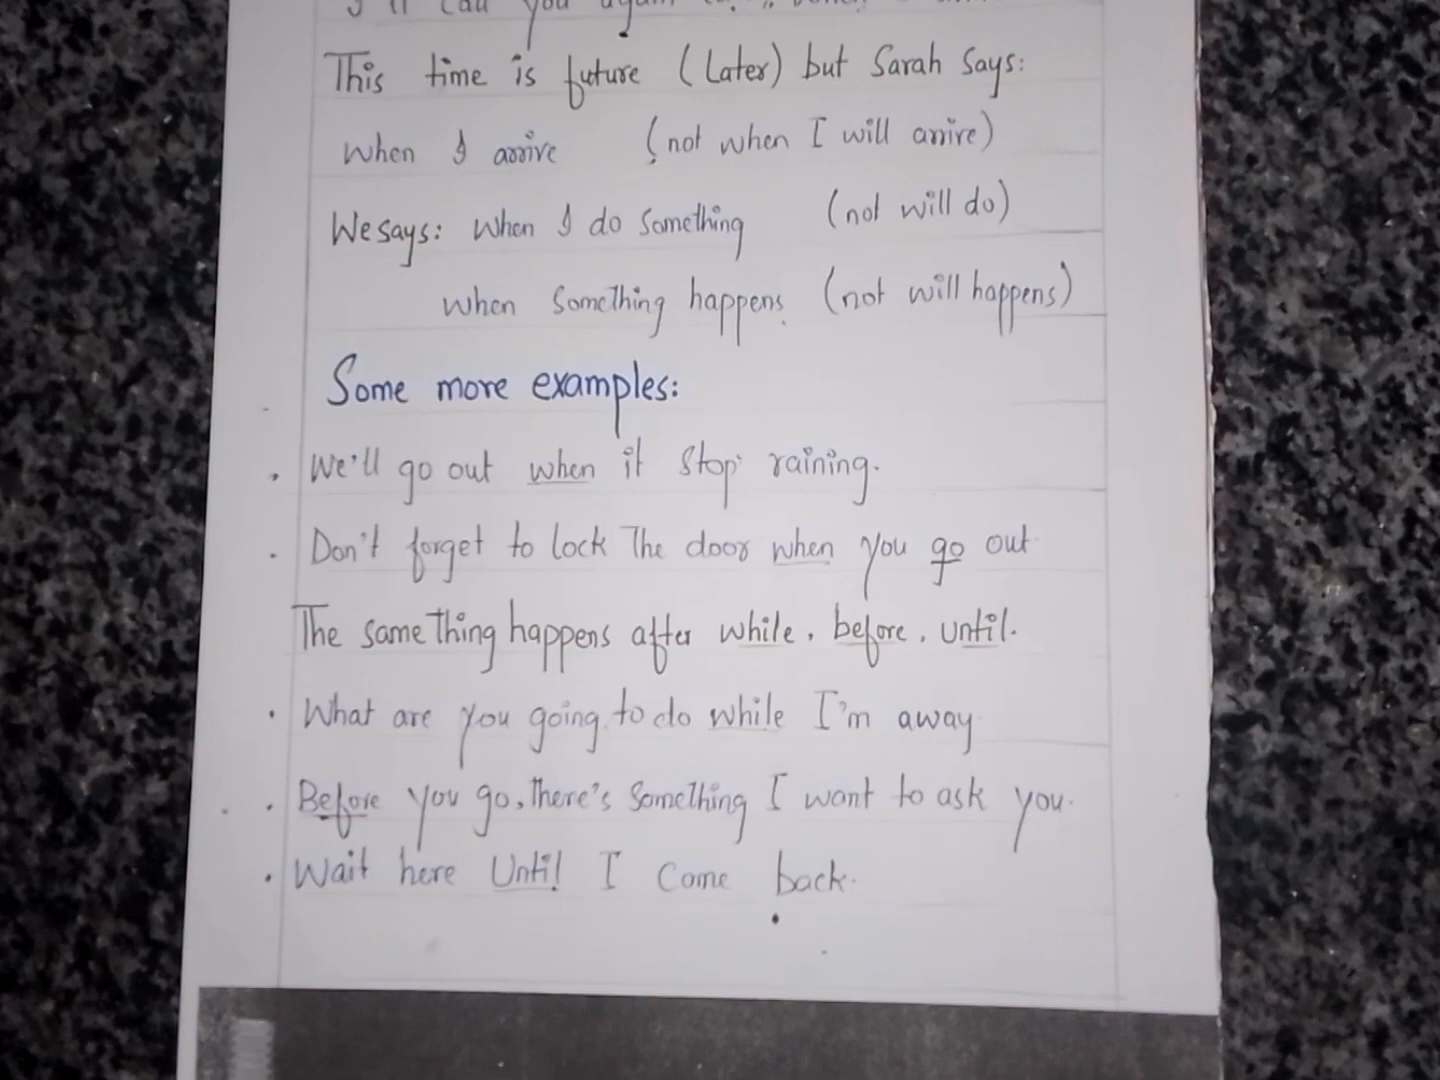 call you again
This time is future (Later) but Sarah Says:
when I arrive (not when I will arrive)
We says: when I do something (not will do)
when something happens. (not will happens)
Some more examples:
. We'll go out when it stop raining.
. Don't forget to lock The door when you go out.
The same thing happens after while, before, until.
. What are you going to do while I'm away.
. Before you go, there's something I want to ask you.
. Wait here Until I come back.